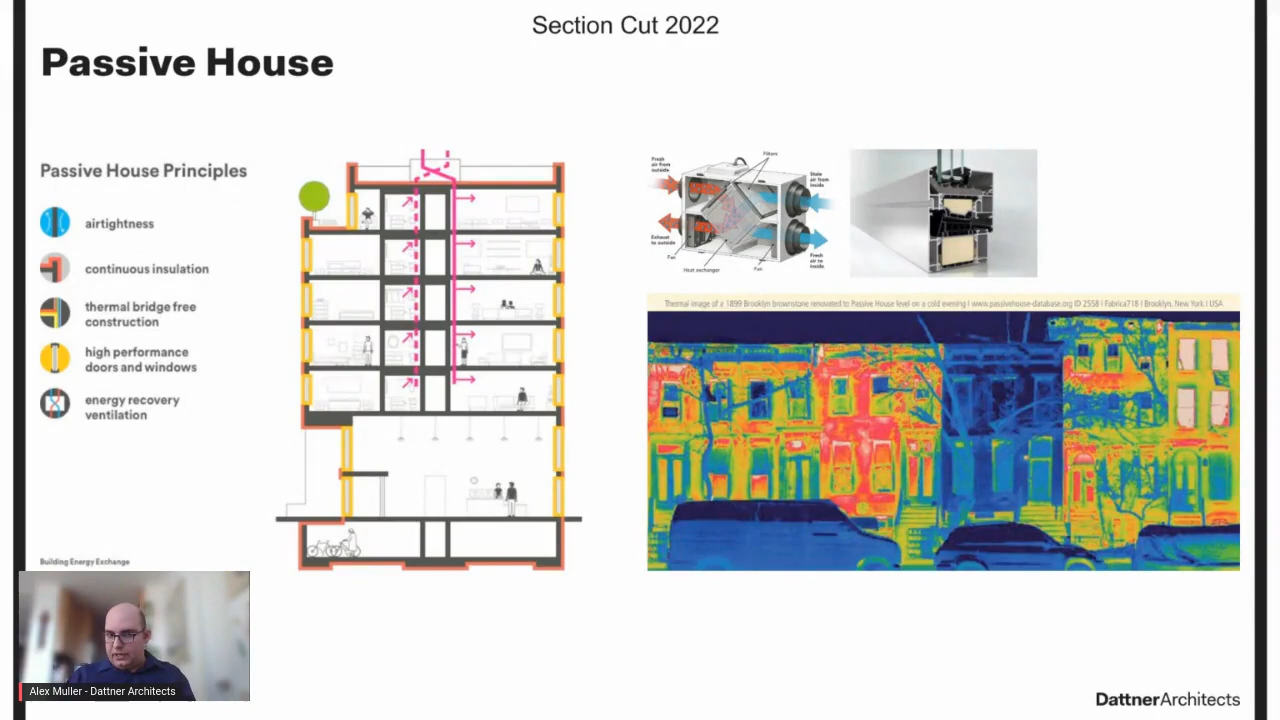 Section Cut 2022
Passive House
Passive House Principles
airtightness
continuous insulation
thermal bridge free
construction
high performance
doors and windows
energy recovery
ventilation
Building Energy Exchange
Filters
Fresh
air from
outside
Stale
air from
inside
Exhaust
to outside
Fan
Heat exchanger
Fan
Fresh
air to
inside
Thermal image of a 1899 Brooklyn brownstone renovated to Passive House level on a cold evening | www.passivehouse-database.org ID 2558 | Fabrica718 | Brooklyn, New York | USA
Alex Muller - Dattner Architects
DattnerArchitects